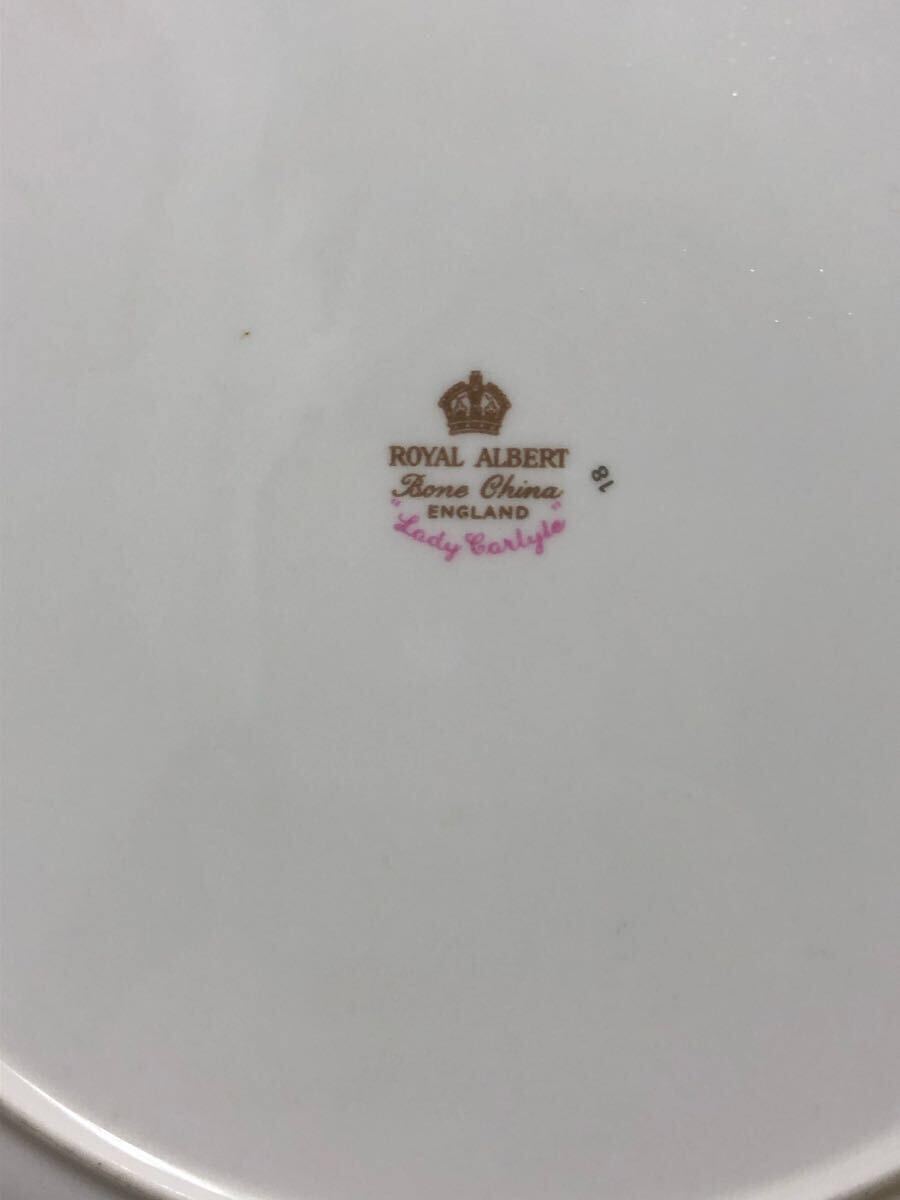 ROYAL ALBERT
Bone China
ENGLAND
"Lady Carlyle"
18